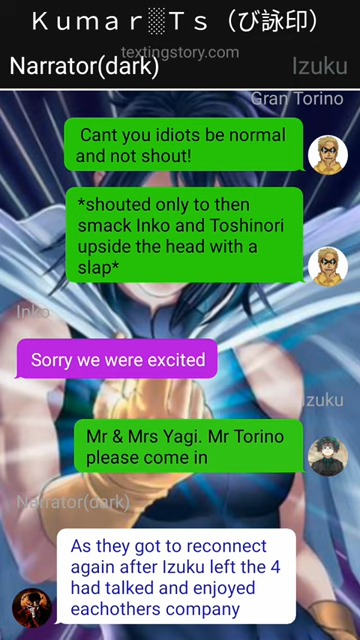 Kumar░Ts（び詠印）
textingstory.com
Narrator(dark) Izuku
Gran Torino
Cant you idiots be normal
and not shout!
*shouted only to then
smack Inko and Toshinori
upside the head with a
slap*
Inko
Sorry we were excited
Izuku
Mr & Mrs Yagi. Mr Torino
please come in
Narrator(dark)
As they got to reconnect
again after Izuku left the 4
had talked and enjoyed
eachothers company